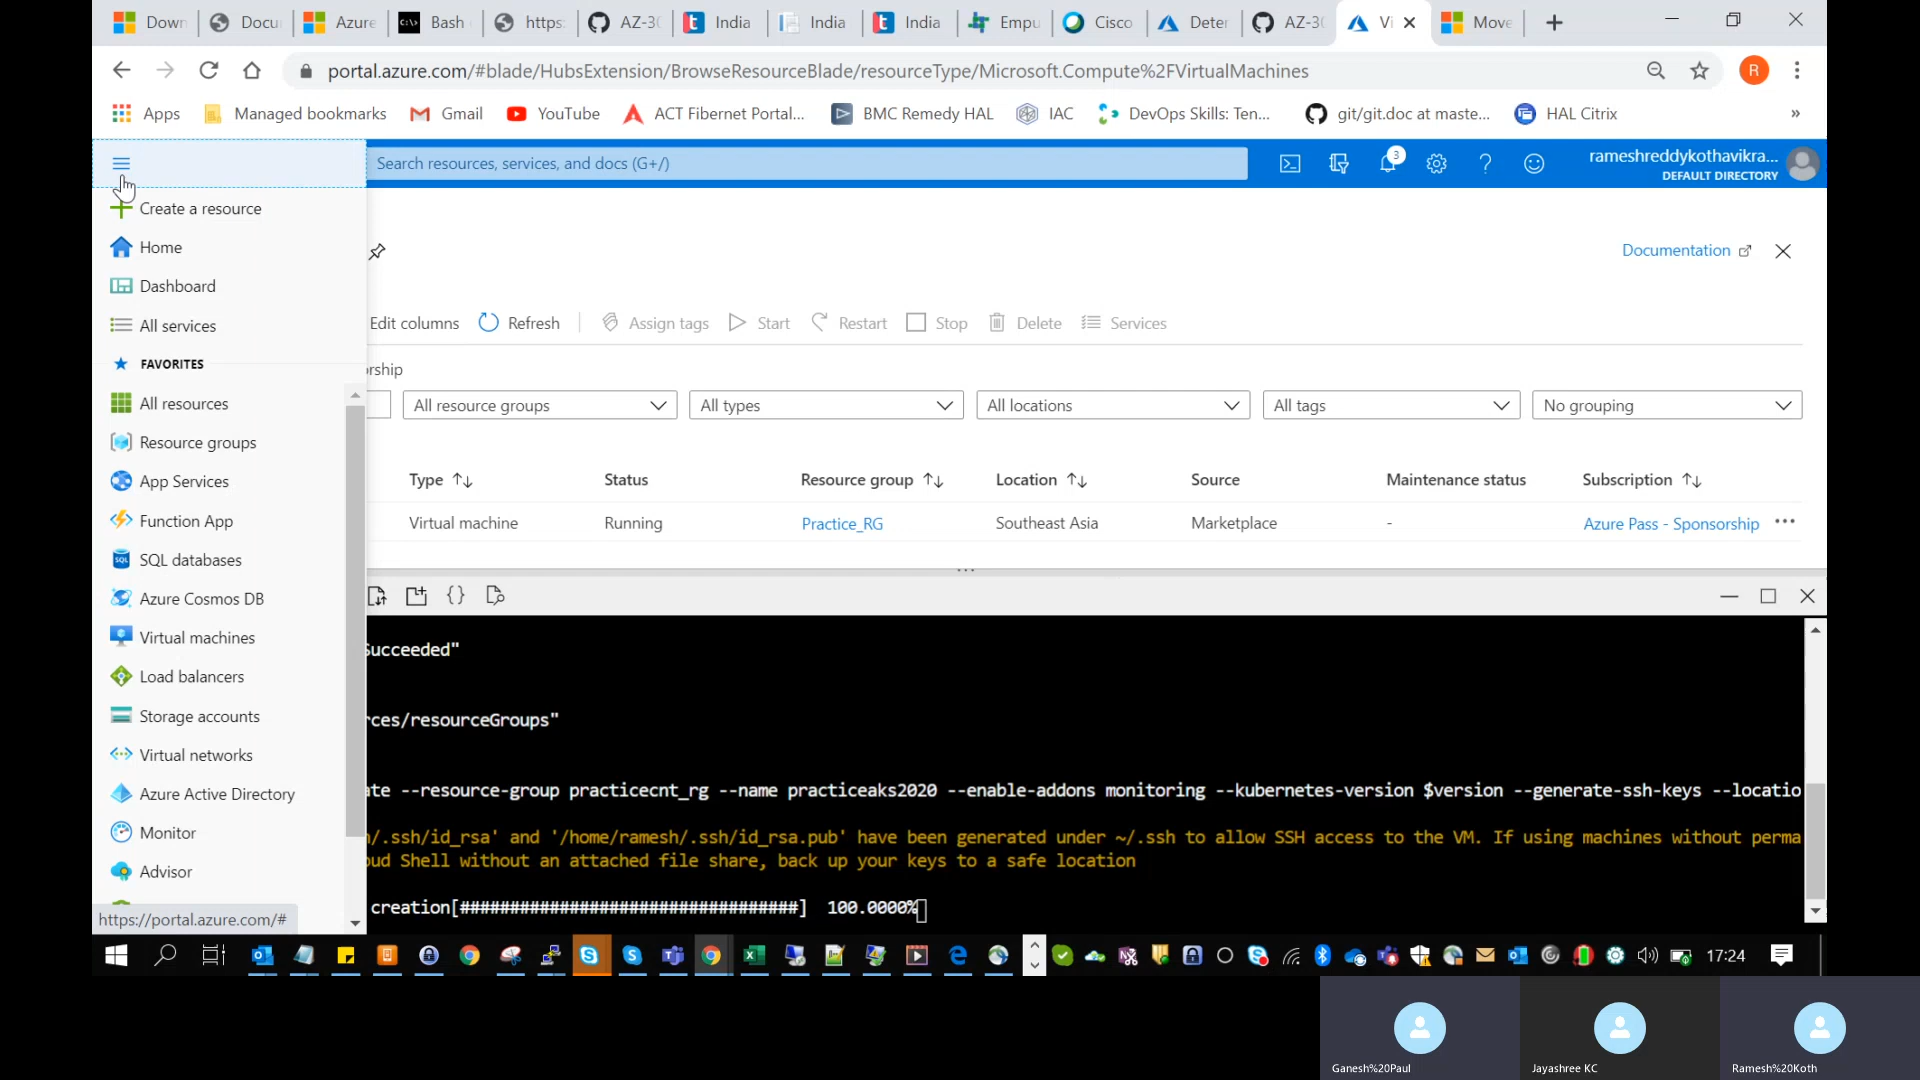 Down
Docu
Azure
Bash
https:
AZ-30
India
India
India
Empu
Cisco
Deter
AZ-30
Vi
Move
portal.azure.com/#blade/HubsExtension/BrowseResourceBlade/resourceType/Microsoft.Compute%2FVirtualMachines
R
Apps
Managed bookmarks
Gmail
YouTube
ACT Fibernet Portal...
BMC Remedy HAL
IAC
DevOps Skills: Ten...
git/git.doc at maste...
HAL Citrix
»
Search resources, services, and docs (G+/)
3
rameshreddykothavikra...
DEFAULT DIRECTORY
Create a resource
Home
Dashboard
All services
FAVORITES
All resources
Resource groups
App Services
Function App
SQL databases
Azure Cosmos DB
Virtual machines
Load balancers
Storage accounts
Virtual networks
Azure Active Directory
Monitor
Advisor
https://portal.azure.com/#
Documentation
Edit columns
Refresh
Assign tags
Start
Restart
Stop
Delete
Services
orship
All resource groups
All types
All locations
All tags
No grouping
Type
Status
Resource group
Location
Source
Maintenance status
Subscription
Virtual machine
Running
Practice_RG
Southeast Asia
Marketplace
-
Azure Pass - Sponsorship
Succeeded"
rces/resourceGroups"
ate --resource-group practicecnt_rg --name practiceaks2020 --enable-addons monitoring --kubernetes-version $version --generate-ssh-keys --locatio
h/.ssh/id_rsa' and '/home/ramesh/.ssh/id_rsa.pub' have been generated under ~/.ssh to allow SSH access to the VM. If using machines without perma
oud Shell without an attached file share, back up your keys to a safe location
creation[##################################] 100.0000%
17:24
Ganesh%20Paul
Jayashree KC
Ramesh%20Koth